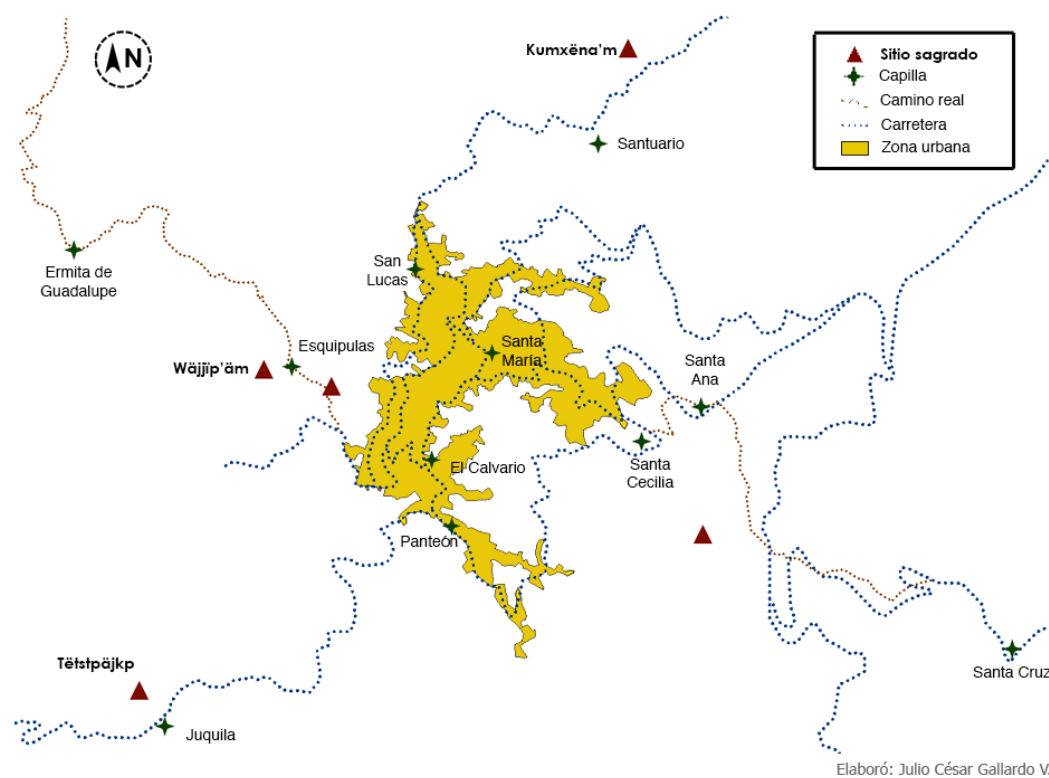 N
Kumxëna'm
Sitio sagrado
Capilla
Camino real
Carretera
Zona urbana
Santuario
Ermita de
Guadalupe
San
Lucas
Esquipulas
Wäjjïp'äm
Santa
María
Santa
Ana
El Calvario
Santa
Cecilia
Panteón
Tëtstpäjkp
Juquila
Santa Cruz
Elaboró: Julio César Gallardo V.